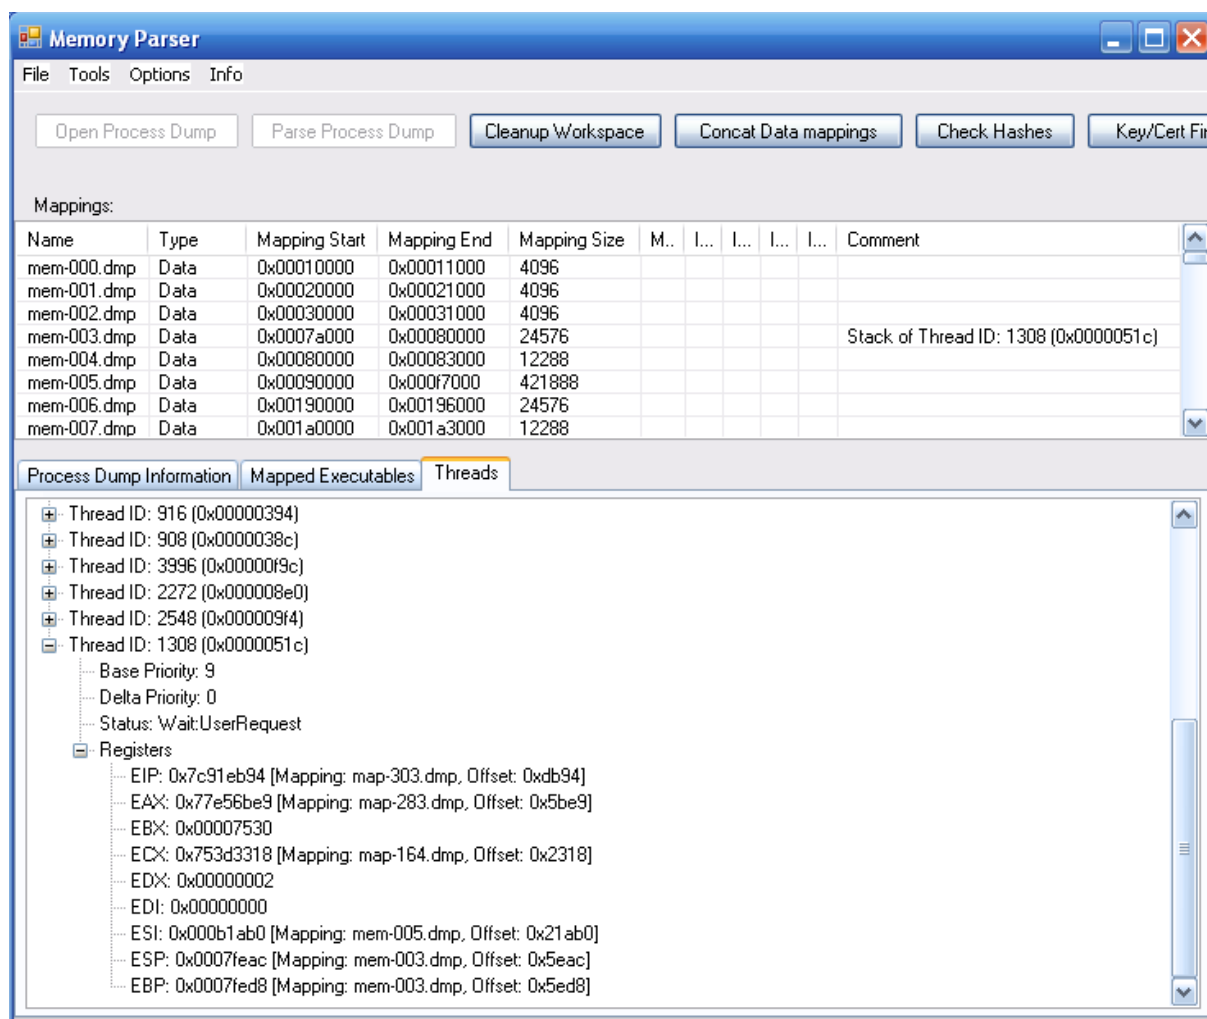 Memory Parser
File Tools Options Info
Open Process Dump Parse Process Dump Cleanup Workspace Concat Data mappings Check Hashes Key/Cert Fi
Mappings:
Name Type Mapping Start Mapping End Mapping Size M... I... I... I... I... Comment
mem-000.dmp Data 0x00010000 0x00011000 4096
mem-001.dmp Data 0x00020000 0x00021000 4096
mem-002.dmp Data 0x00030000 0x00031000 4096
mem-003.dmp Data 0x0007a000 0x00080000 24576 Stack of Thread ID: 1308 (0x0000051c)
mem-004.dmp Data 0x00080000 0x00083000 12288
mem-005.dmp Data 0x00090000 0x000f7000 421888
mem-006.dmp Data 0x00190000 0x00196000 24576
mem-007.dmp Data 0x001a0000 0x001a3000 12288
Process Dump Information Mapped Executables Threads
Thread ID: 916 (0x00000394)
Thread ID: 908 (0x0000038c)
Thread ID: 3996 (0x00000f9c)
Thread ID: 2272 (0x000008e0)
Thread ID: 2548 (0x000009f4)
Thread ID: 1308 (0x0000051c)
Base Priority: 9
Delta Priority: 0
Status: Wait:UserRequest
Registers
EIP: 0x7c91eb94 [Mapping: map-303.dmp, Offset: 0xdb94]
EAX: 0x77e56be9 [Mapping: map-283.dmp, Offset: 0x5be9]
EBX: 0x00007530
ECX: 0x753d3318 [Mapping: map-164.dmp, Offset: 0x2318]
EDX: 0x00000002
EDI: 0x00000000
ESI: 0x000b1ab0 [Mapping: mem-005.dmp, Offset: 0x21ab0]
ESP: 0x0007feac [Mapping: mem-003.dmp, Offset: 0x5eac]
EBP: 0x0007fed8 [Mapping: mem-003.dmp, Offset: 0x5ed8]